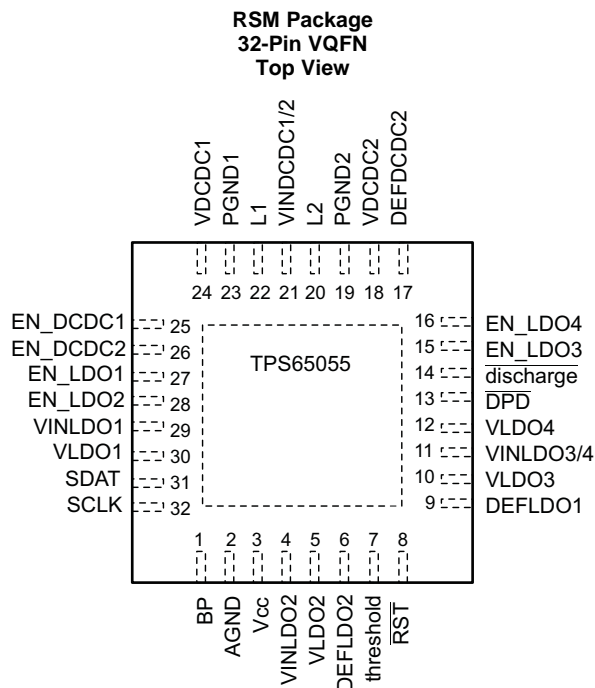 RSM Package
32-Pin VQFN
Top View
VDCDC1
PGND1
L1
VINDCDC1/2
L2
PGND2
VDCDC2
DEFDCDC2
24 23 22 21 20 19 18 17
EN_DCDC1 25
EN_DCDC2 26
EN_LDO1 27
EN_LDO2 28
VINLDO1 29
VLDO1 30
SDAT 31
SCLK 32
TPS65055
16 EN_LDO4
15 EN_LDO3
14 discharge
13 DPD
12 VLDO4
11 VINLDO3/4
10 VLDO3
9 DEFLDO1
1 2 3 4 5 6 7 8
BP
AGND
Vcc
VINLDO2
VLDO2
DEFLDO2
threshold
RST